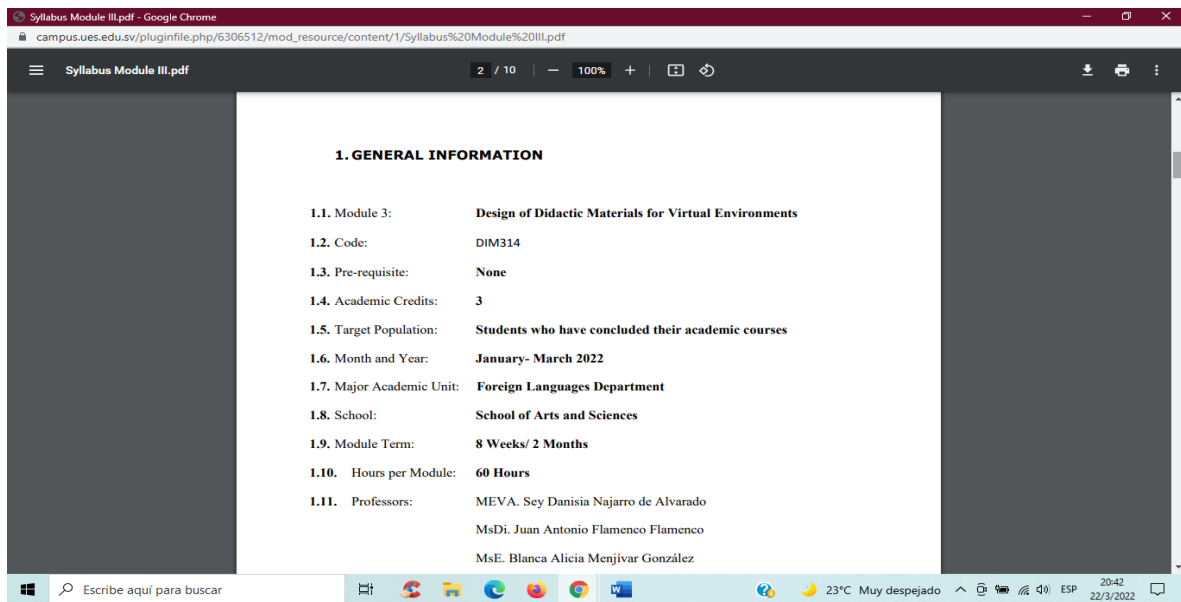 Syllabus Module III.pdf - Google Chrome
campus.ues.edu.sv/pluginfile.php/6306512/mod_resource/content/1/Syllabus%20Module%20III.pdf
Syllabus Module III.pdf 2 / 10 100%
1. GENERAL INFORMATION
1.1. Module 3: Design of Didactic Materials for Virtual Environments
1.2. Code: DIM314
1.3. Pre-requisite: None
1.4. Academic Credits: 3
1.5. Target Population: Students who have concluded their academic courses
1.6. Month and Year: January- March 2022
1.7. Major Academic Unit: Foreign Languages Department
1.8. School: School of Arts and Sciences
1.9. Module Term: 8 Weeks/ 2 Months
1.10. Hours per Module: 60 Hours
1.11. Professors: MEVA. Sey Danisia Najarro de Alvarado
MsDi. Juan Antonio Flamenco Flamenco
MsE. Blanca Alicia Menjívar González
Escribe aquí para buscar 23°C Muy despejado ESP 20:42
22/3/2022